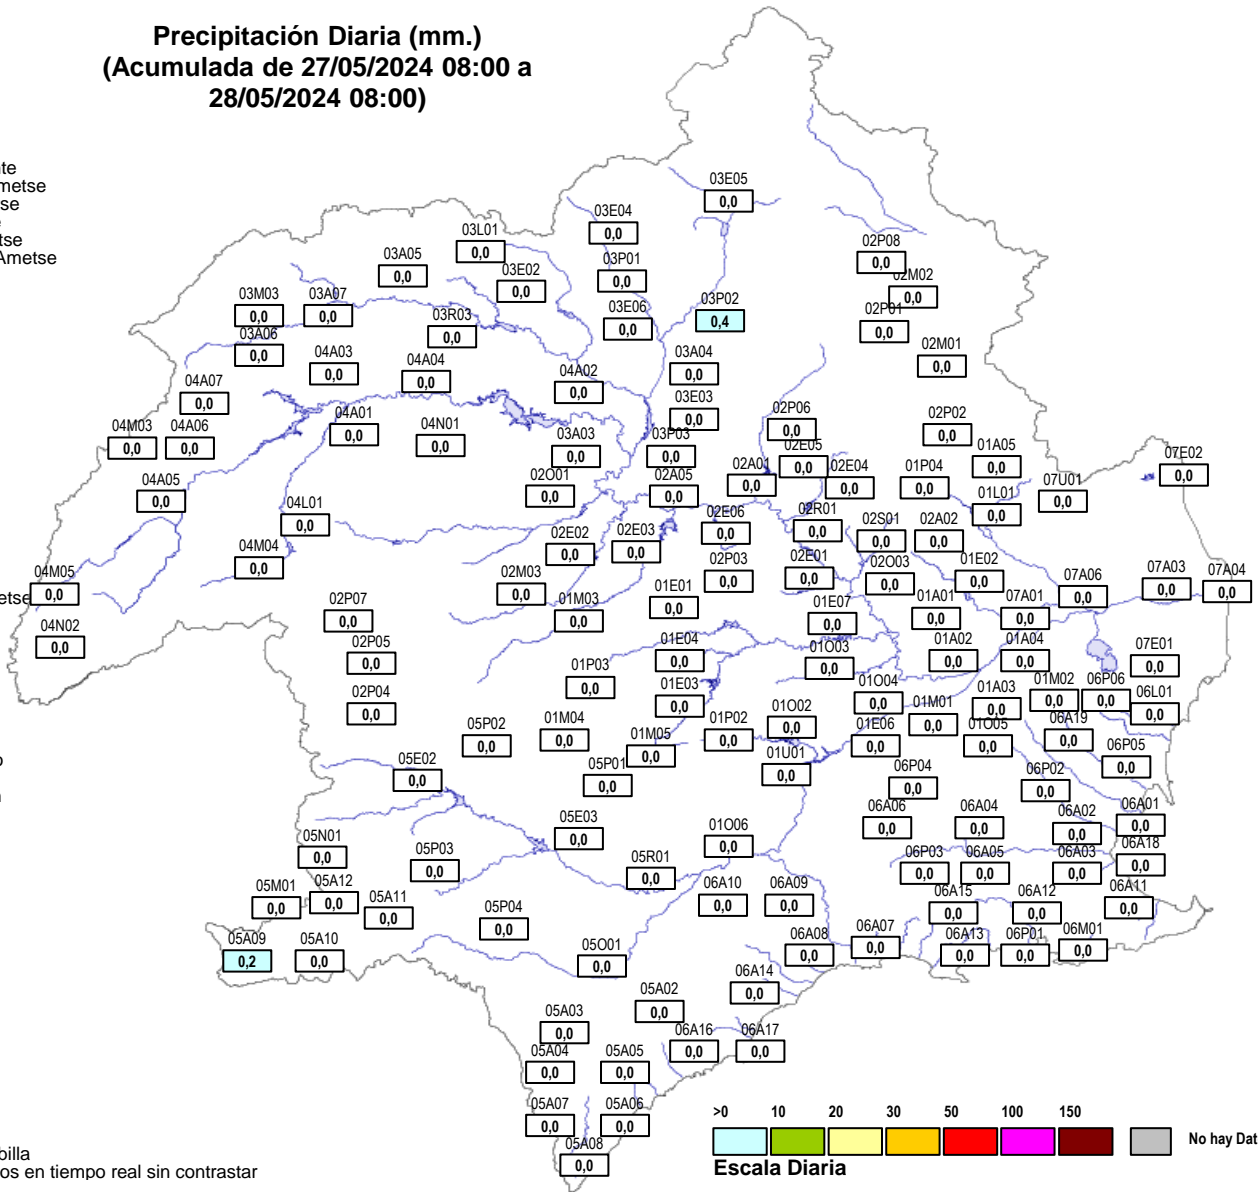 Precipitación Diaria (mm.)
(Acumulada de 27/05/2024 08:00 a
28/05/2024 08:00)
nte
metse
se
tse
Ametse
03E05
0,0
03E04
0,0
03L01
0,0
03A05
0,0
03P01
0,0
03E02
0,0
02P08
0,0
02M02
0,0
03M03
0,0
03A07
0,0
03R03
0,0
03E06
0,0
03P02
0,4
02P01
0,0
03A06
0,0
04A03
0,0
04A04
0,0
04A02
0,0
03A04
0,0
02M01
0,0
04A07
0,0
03E03
0,0
04M03
0,0
04A06
0,0
04A01
0,0
04N01
0,0
03A03
0,0
03P03
0,0
02P06
0,0
02E05
0,0
02P02
0,0
01A05
0,0
07E02
0,0
04A05
0,0
02O01
0,0
02A05
0,0
02A01
0,0
02E04
0,0
01P04
0,0
01L01
0,0
07U01
0,0
04L01
0,0
02E02
0,0
02E03
0,0
02E06
0,0
02R01
0,0
02S01
0,0
02A02
0,0
04M04
0,0
04M05
0,0
etse
02M03
0,0
01M03
0,0
01E01
0,0
02P03
0,0
02E01
0,0
02O03
0,0
01E02
0,0
07A06
0,0
07A03
0,0
07A04
0,0
04N02
0,0
02P07
0,0
01E07
0,0
01A01
0,0
07A01
0,0
02P05
0,0
01E04
0,0
01O03
0,0
01A02
0,0
01A04
0,0
07E01
0,0
02P04
0,0
01P03
0,0
01E03
0,0
01O04
0,0
01M01
0,0
01A03
0,0
01M02
0,0
06P06
0,0
06L01
0,0
05P02
0,0
01M04
0,0
01M05
0,0
01P02
0,0
01O02
0,0
01E06
0,0
01O05
0,0
06A19
0,0
06P05
0,0
05E02
0,0
05P01
0,0
01U01
0,0
06P04
0,0
06P02
0,0
05E03
0,0
01O06
0,0
06A06
0,0
06A04
0,0
06A02
0,0
06A01
0,0
05N01
0,0
05P03
0,0
05R01
0,0
06P03
0,0
06A05
0,0
06A03
0,0
06A18
0,0
05M01
0,0
05A12
0,0
05A11
0,0
05P04
0,0
06A10
0,0
06A09
0,0
06A15
0,0
06A12
0,0
06A11
0,0
05A09
0,2
05A10
0,0
05O01
0,0
06A08
0,0
06A07
0,0
06A13
0,0
06P01
0,0
06M01
0,0
05A02
0,0
06A14
0,0
05A03
0,0
06A16
0,0
06A17
0,0
05A04
0,0
05A05
0,0
05A07
0,0
05A06
0,0
05A08
0,0
>0 10 20 30 50 100 150
No hay Dat
Escala Diaria
billa
os en tiempo real sin contrastar